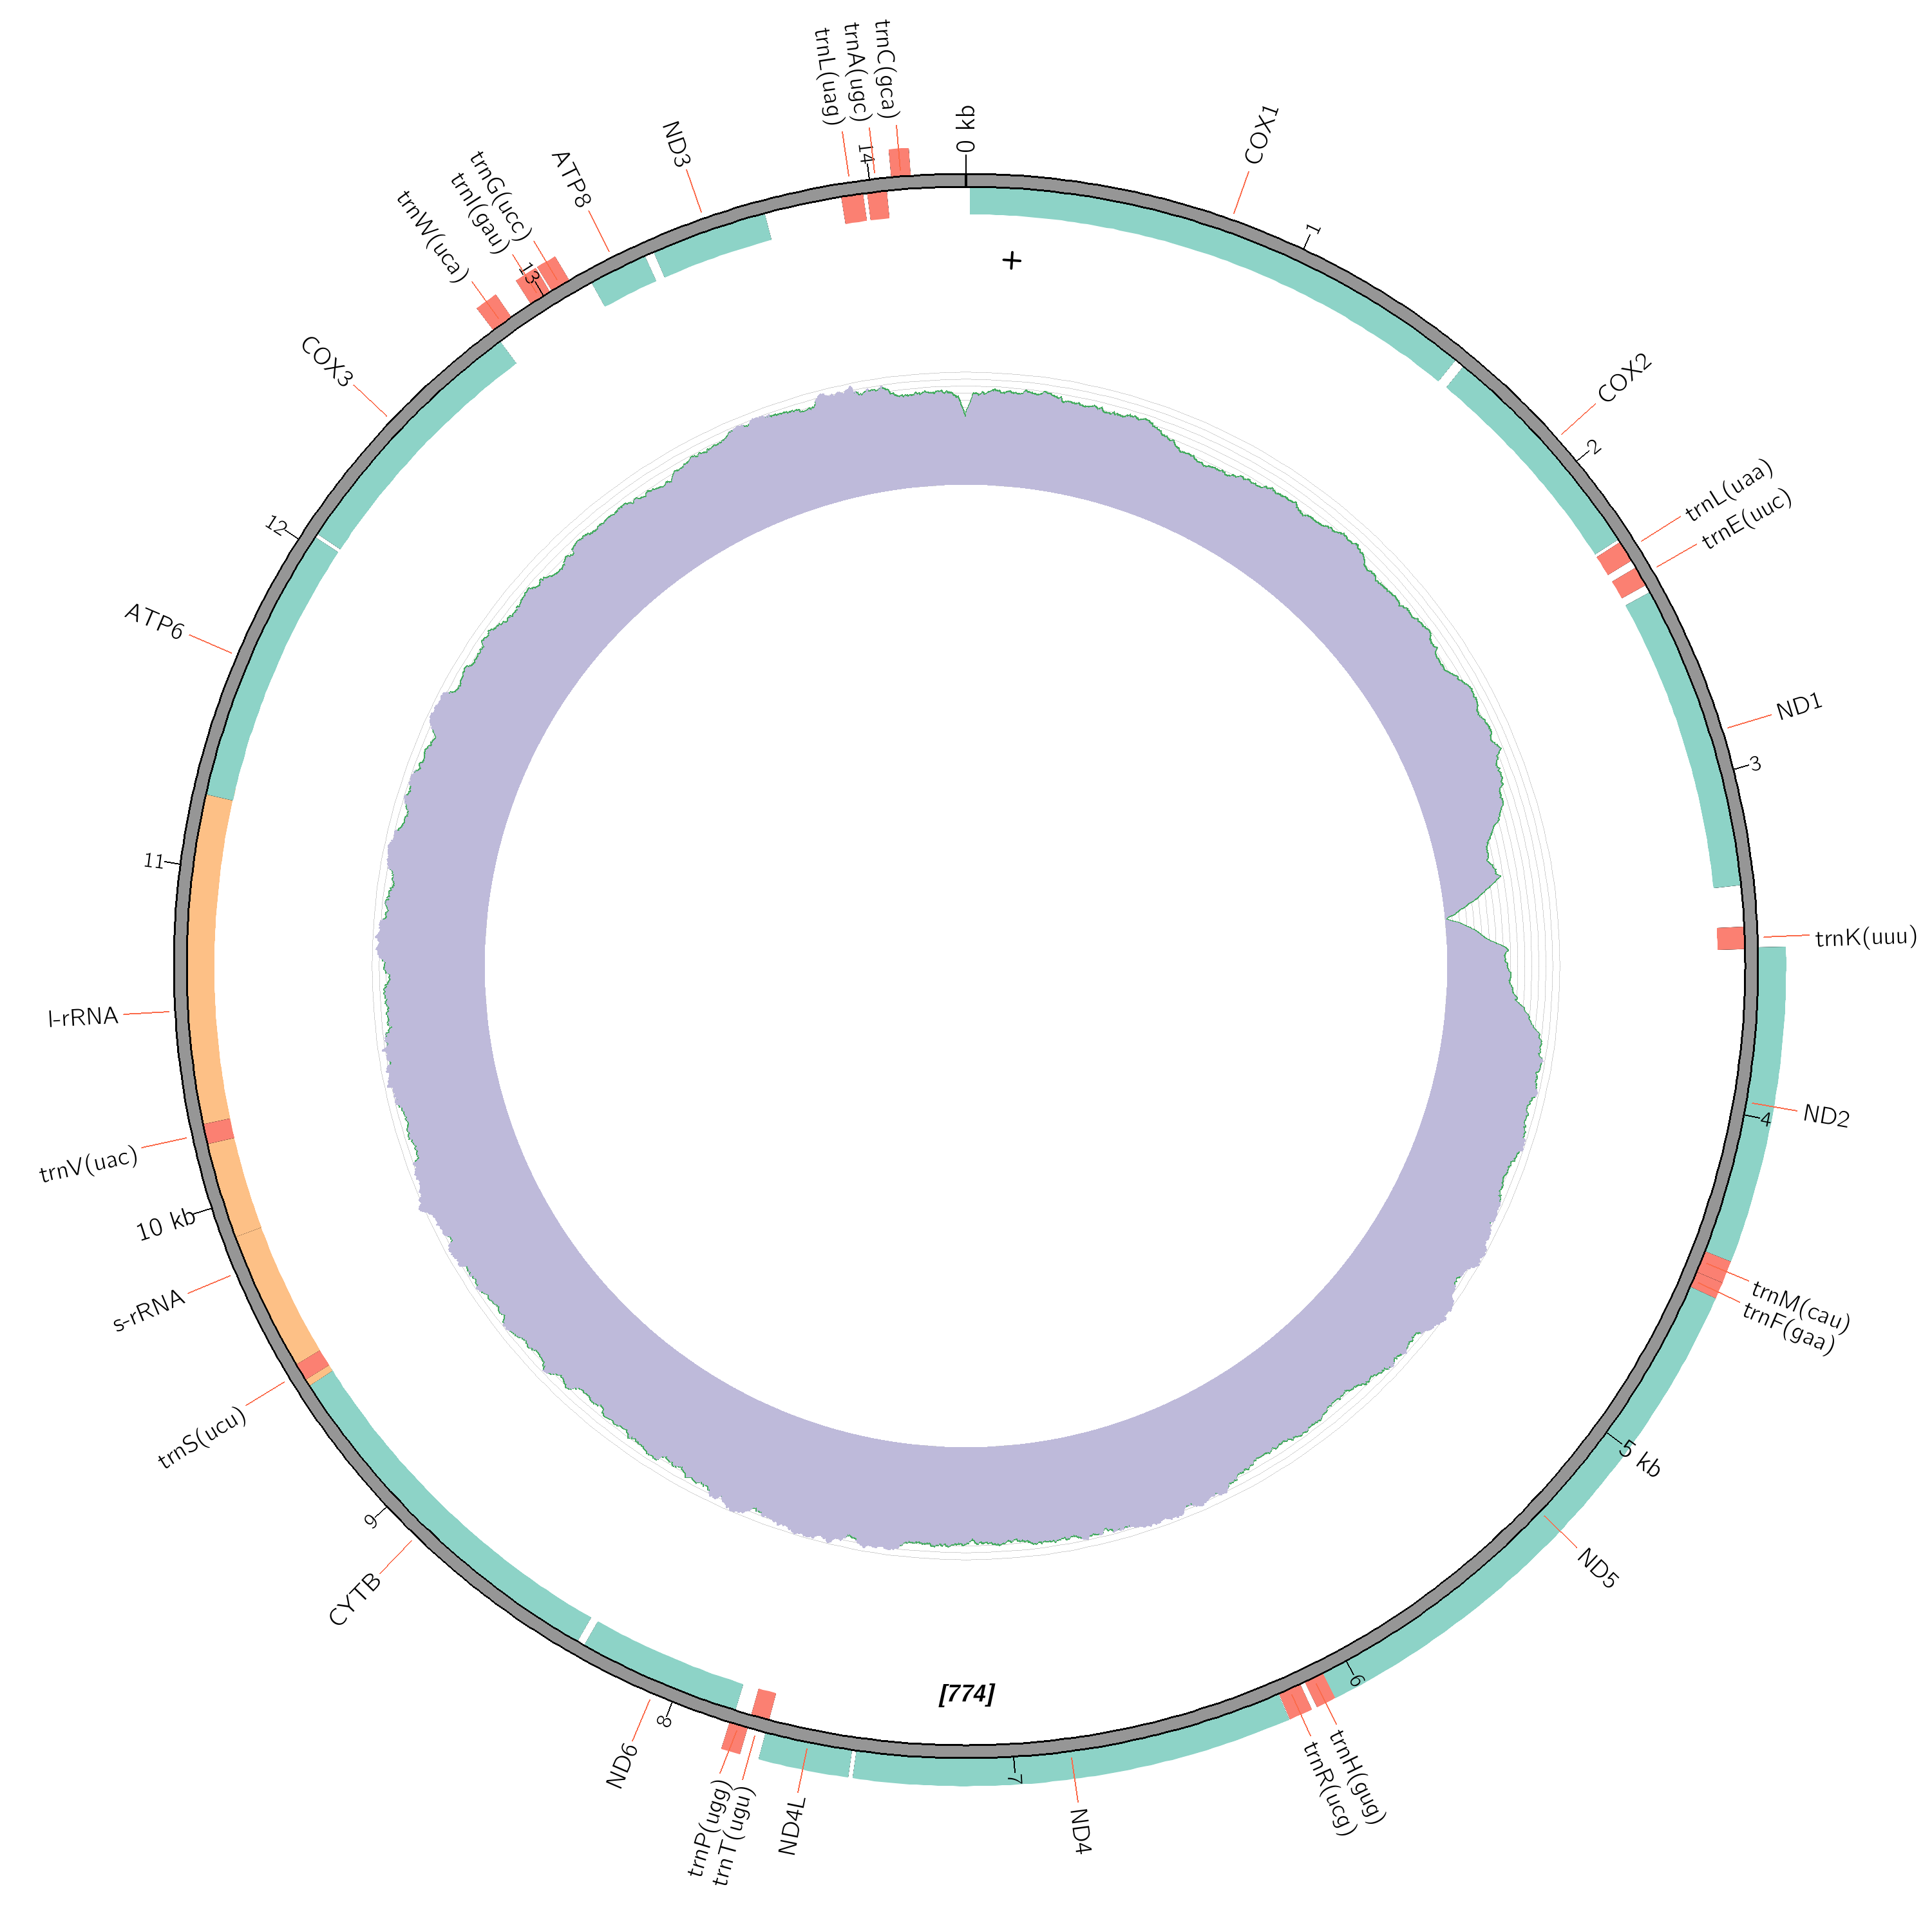 0 kb
COX1
1
COX2
2
trnL(uaa)
trnE(uuc)
ND1
3
trnK(uuu)
ND2
4
trnM(cau)
trnF(gaa)
5 kb
ND5
6
trnH(gug)
trnR(ucg)
ND4
7
ND4L
trnT(ugu)
trnP(ugg)
8
ND6
CYTB
9
trnS(ucu)
s-rRNA
10 kb
trnV(uac)
l-rRNA
11
ATP6
12
COX3
trnW(uca)
13
trnI(gau)
trnG(ucc)
ATP8
ND3
trnL(uag)
14
trnA(ugc)
trnC(gca)
+
[774]